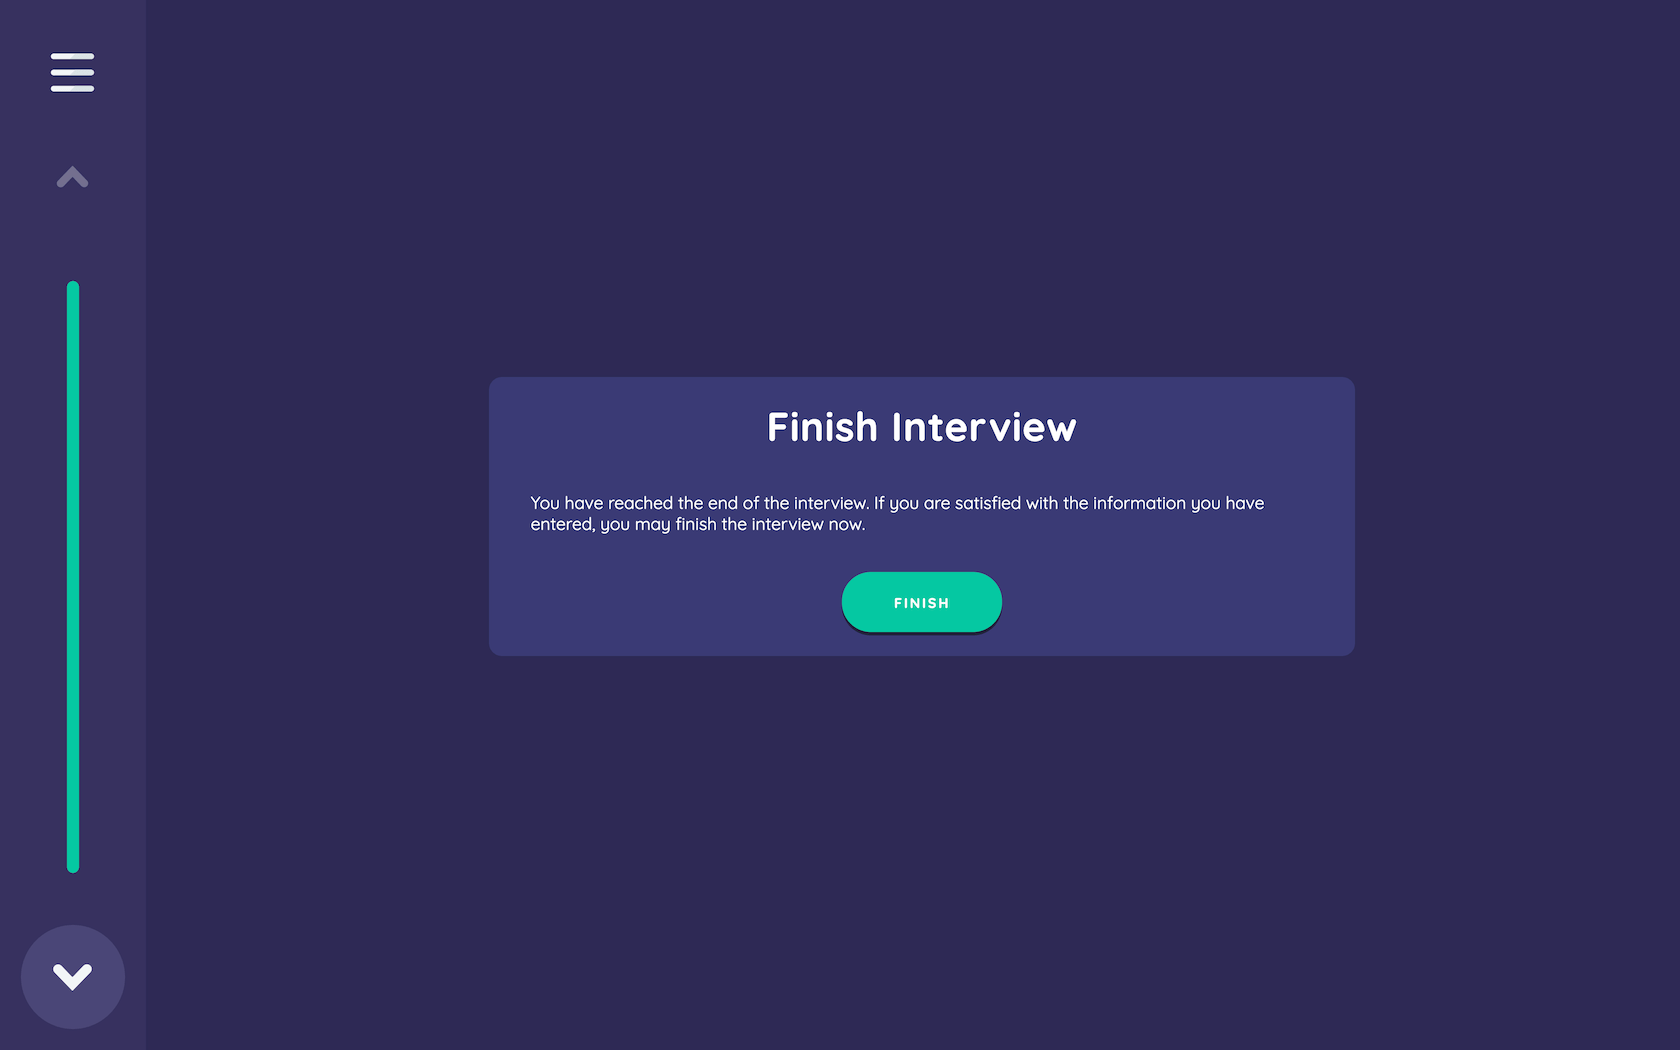 Finish Interview
You have reached the end of the interview. If you are satisfied with the information you have
entered, you may finish the interview now.
FINISH